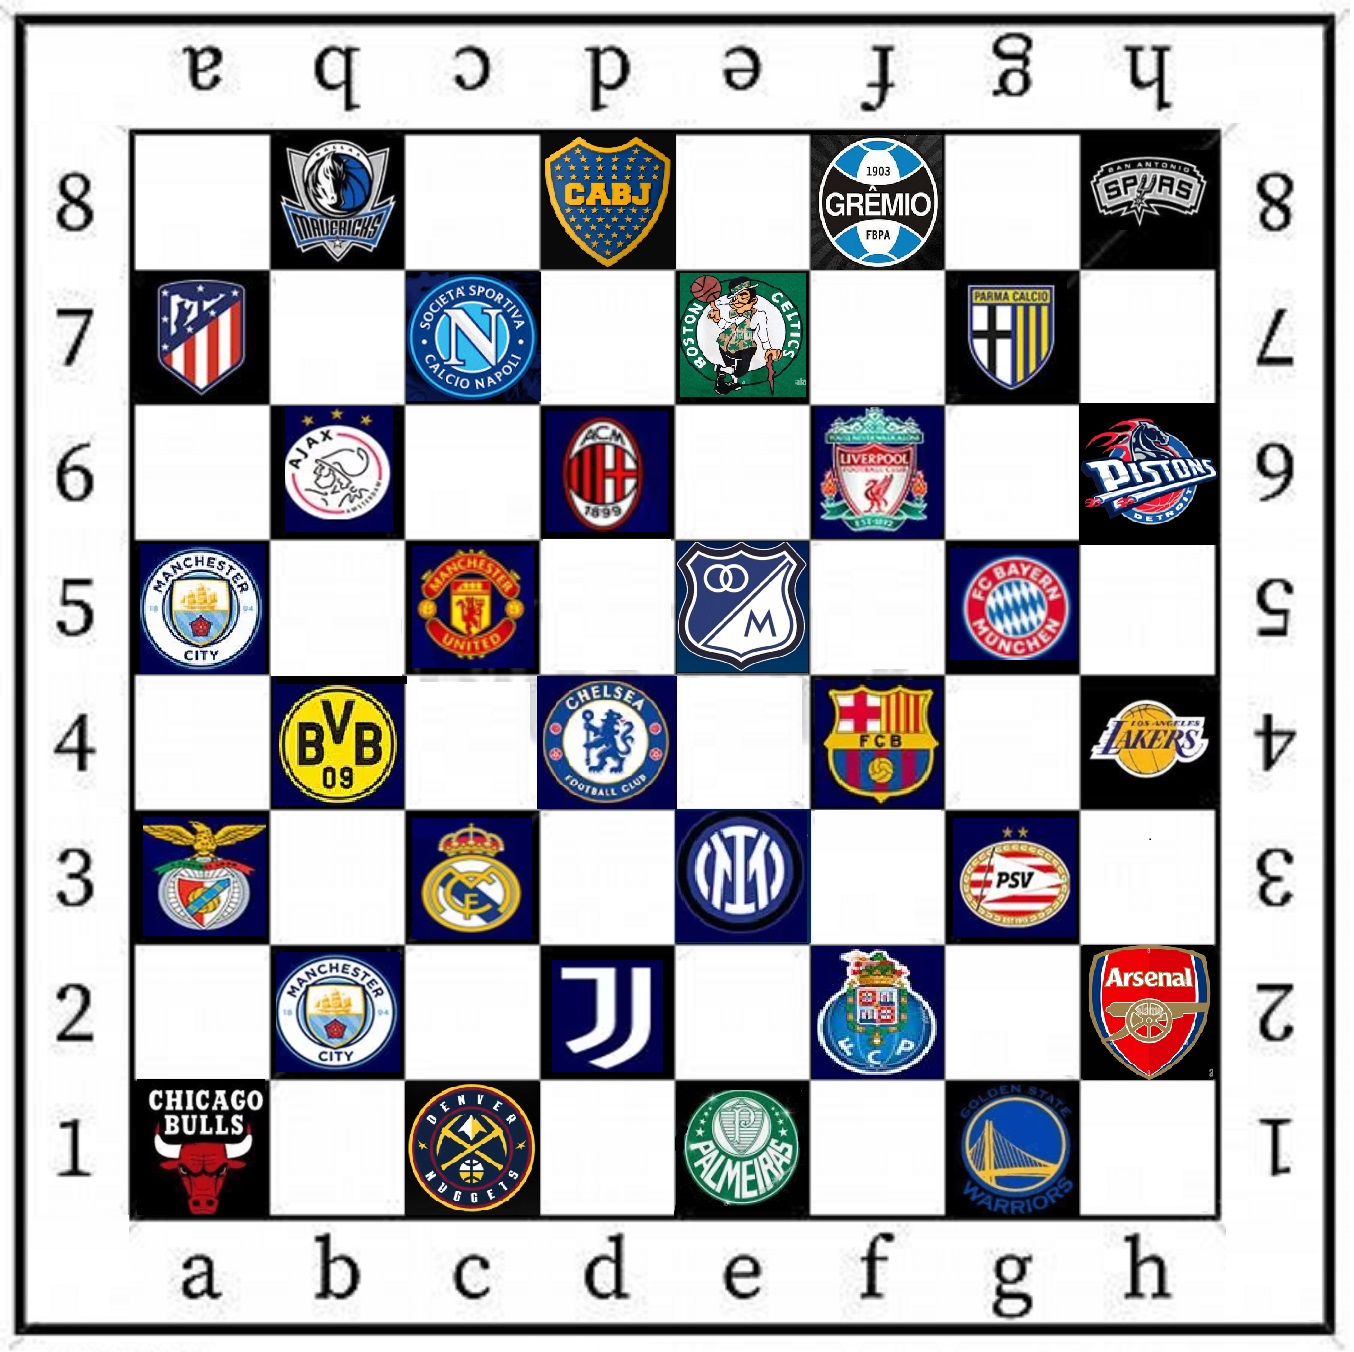 a b c d e f g h
8 DALLAS MAVERICKS CABJ 1903 GRÊMIO FBPA SAN ANTONIO SPURS 8
7 SOCIETA' SPORTIVA N CALCIO NAPOLI BOSTON CELTICS PARMA CALCIO 7
6 AJAX AMSTERDAM ACM 1899 YOU'LL NEVER WALK ALONE LIVERPOOL FOOTBALL CLUB EST·1892 PISTONS DETROIT 6
5 MANCHESTER 18 94 CITY MANCHESTER UNITED M FC BAYERN MÜNCHEN 5
4 BVB 09 CHELSEA FOOTBALL CLUB FCB LOS ANGELES LAKERS 4
3 PSV 3
2 MANCHESTER 18 94 CITY J F C P Arsenal 2
1 CHICAGO BULLS DENVER NUGGETS P PALMEIRAS GOLDEN STATE WARRIORS 1
a b c d e f g h